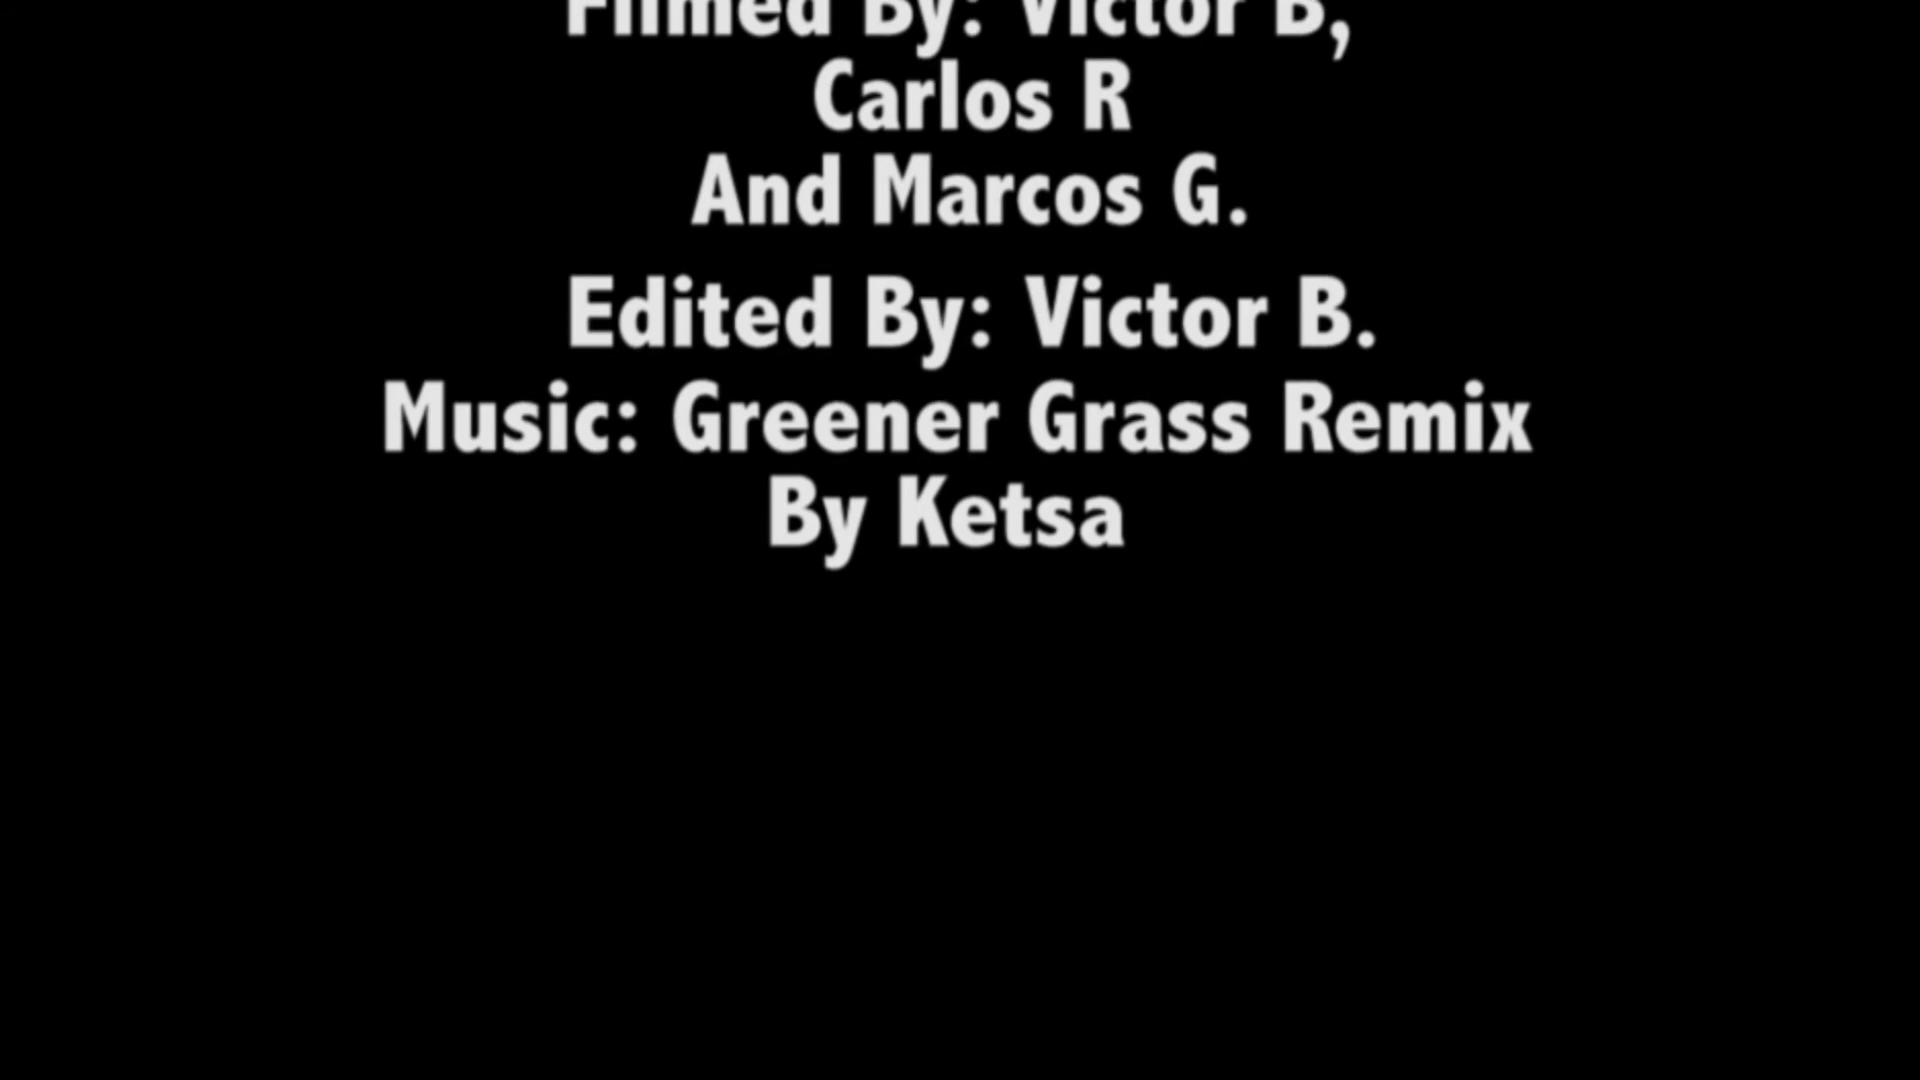 Filmed By: Victor B,
Carlos R
And Marcos G.
Edited By: Victor B.
Music: Greener Grass Remix
By Ketsa